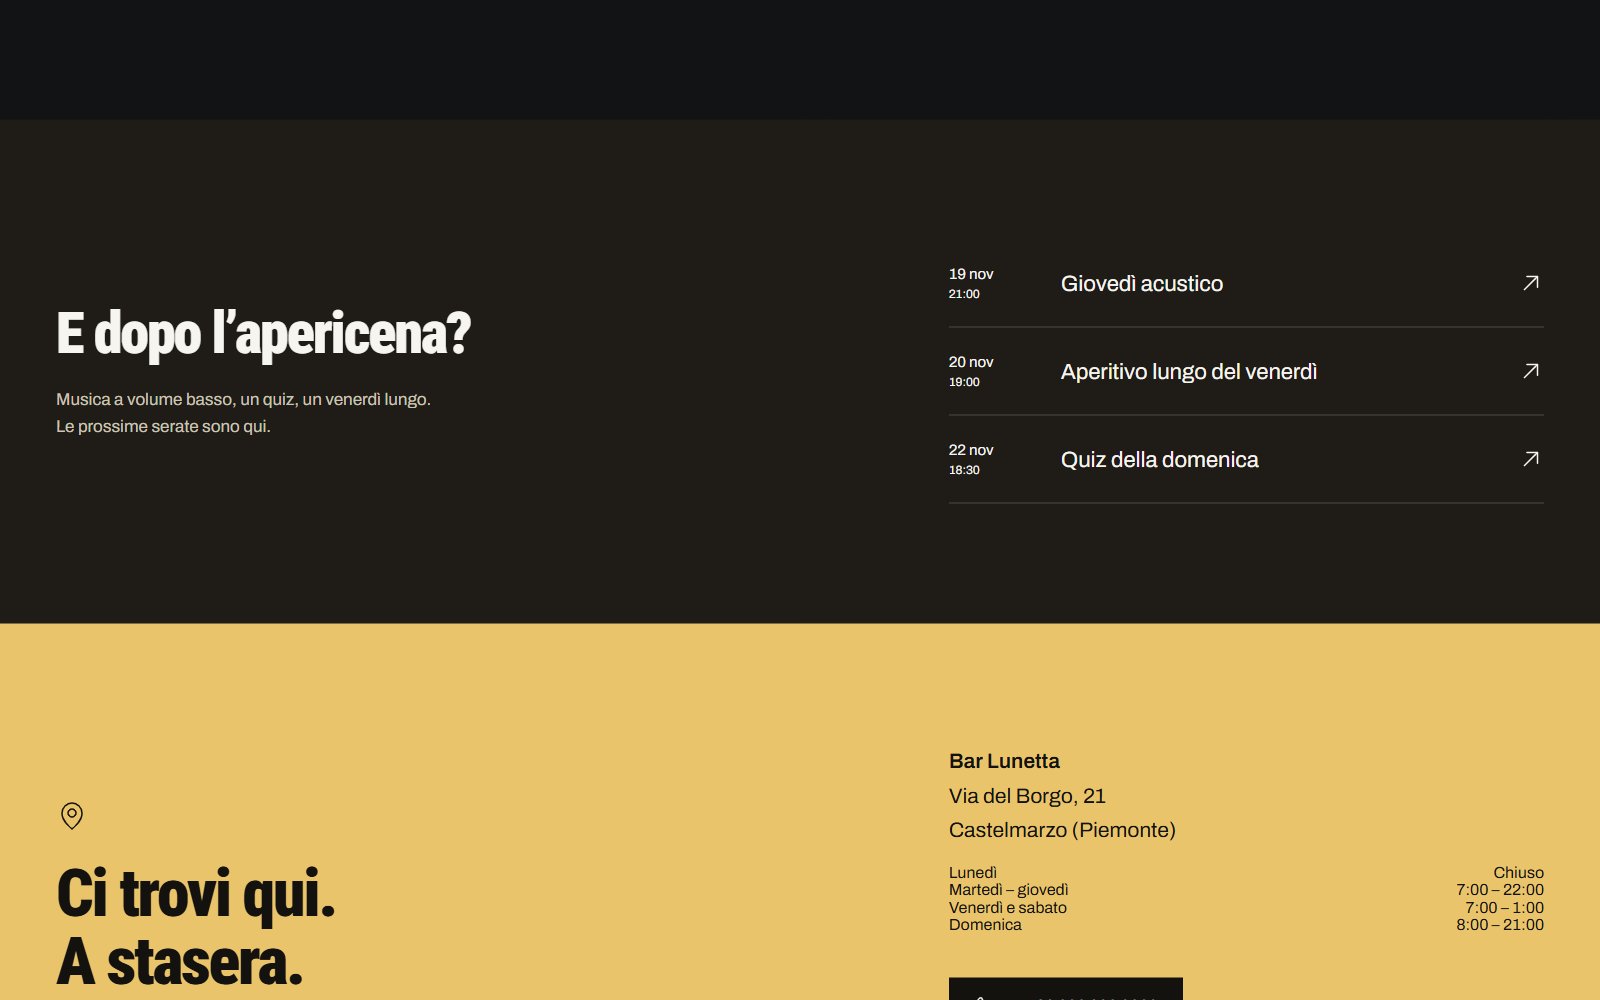 E dopo l’apericena?
Musica a volume basso, un quiz, un venerdì lungo.
Le prossime serate sono qui.
19 nov
21:00
Giovedì acustico
20 nov
19:00
Aperitivo lungo del venerdì
22 nov
18:30
Quiz della domenica
Ci trovi qui.
A stasera.
Bar Lunetta
Via del Borgo, 21
Castelmarzo (Piemonte)
Lunedì Chiuso
Martedì – giovedì 7:00 – 22:00
Venerdì e sabato 7:00 – 1:00
Domenica 8:00 – 21:00